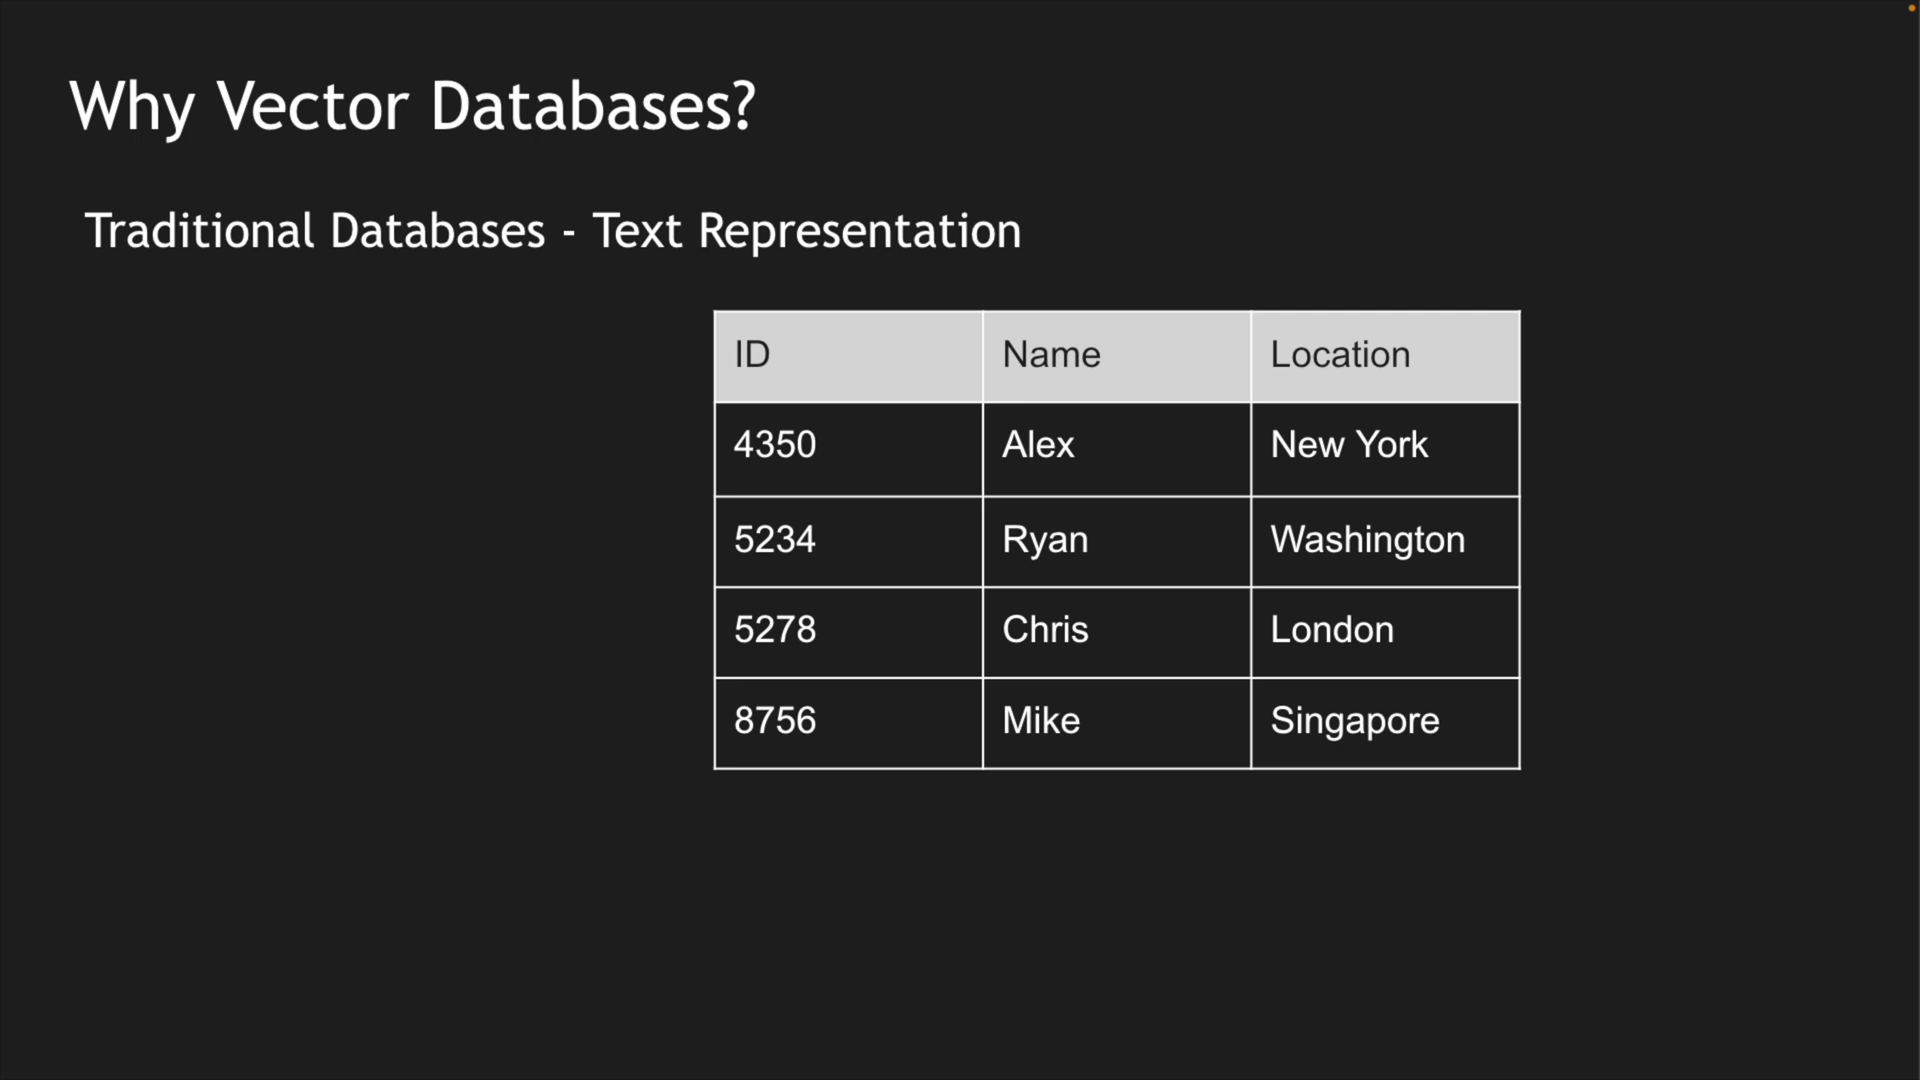 Why Vector Databases?
Traditional Databases - Text Representation
ID Name Location
4350 Alex New York
5234 Ryan Washington
5278 Chris London
8756 Mike Singapore